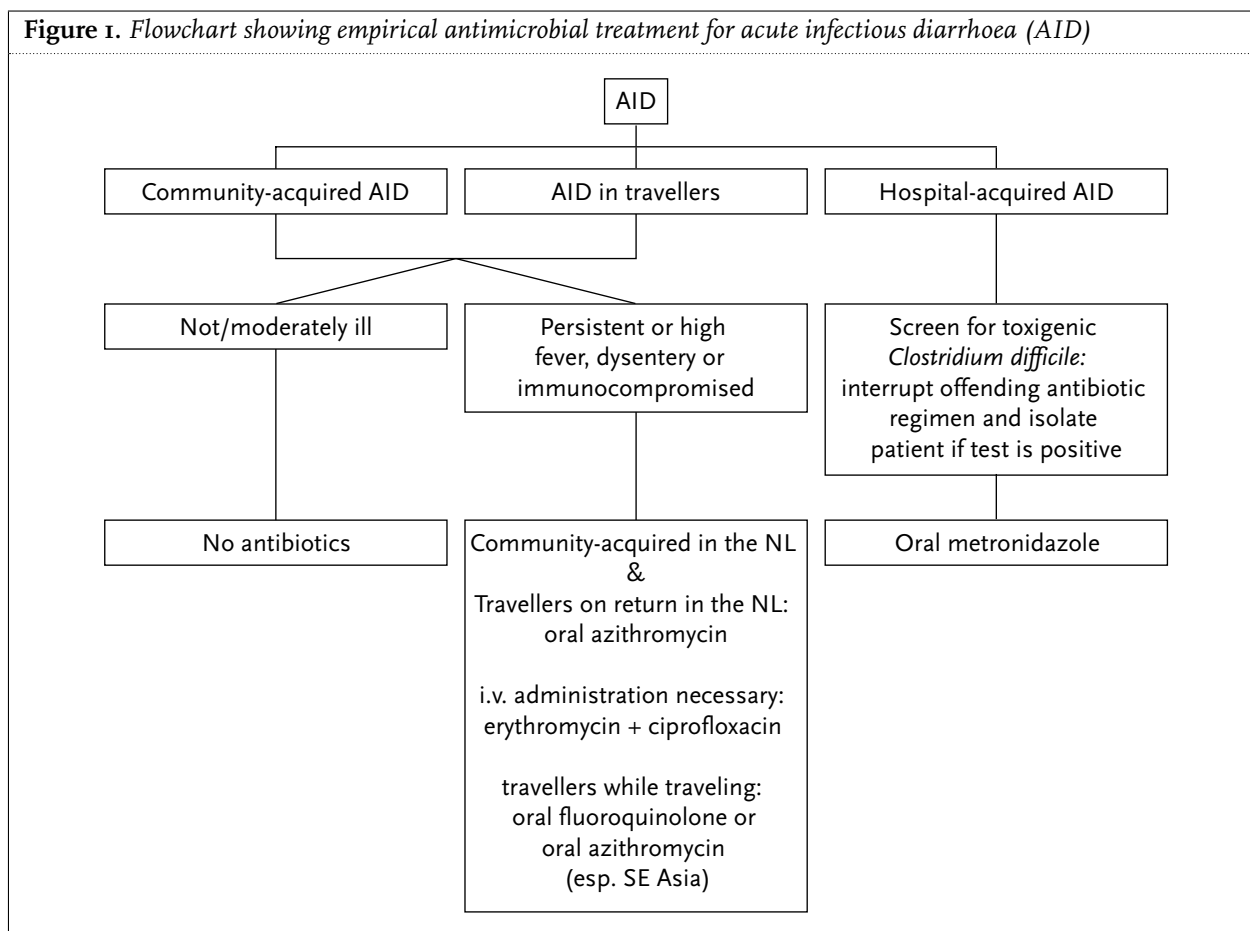 Figure 1. Flowchart showing empirical antimicrobial treatment for acute infectious diarrhoea (AID)
AID
Community-acquired AID
AID in travellers
Hospital-acquired AID
Not/moderately ill
Persistent or high
fever, dysentery or
immunocompromised
Screen for toxigenic
Clostridium difficile:
interrupt offending antibiotic
regimen and isolate
patient if test is positive
No antibiotics
Community-acquired in the NL
&
Travellers on return in the NL:
oral azithromycin
i.v. administration necessary:
erythromycin + ciprofloxacin
travellers while traveling:
oral fluoroquinolone or
oral azithromycin
(esp. SE Asia)
Oral metronidazole